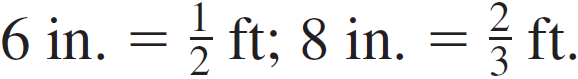 6 in. = 1/2 ft; 8 in. = 2/3 ft.